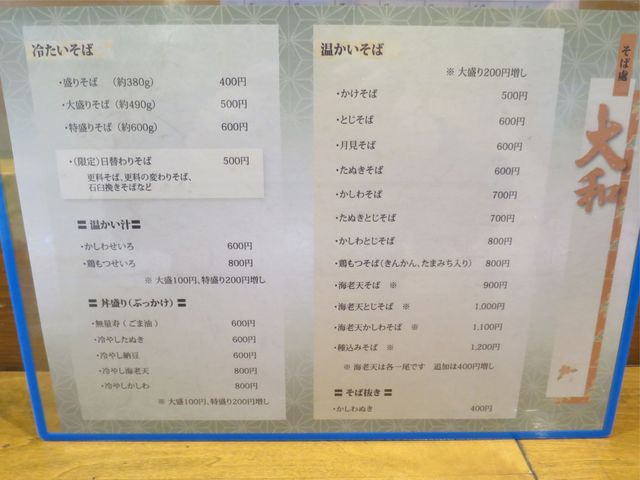 冷たいそば
・盛りそば (約380g) 400円
・大盛りそば (約490g) 500円
・特盛りそば (約600g) 600円
・(限定)日替わりそば 500円
更科そば、更科の変わりそば、
石臼挽きそばなど
〓 温かい汁〓
・かしわせいろ 600円
・鶏もつせいろ 800円
※ 大盛100円、特盛り200円増し
〓 丼盛り(ぶっかけ) 〓
・無量寿 ( ごま油 ) 600円
・冷やしたぬき 600円
・冷やし納豆 600円
・冷やし海老天 800円
・冷やしかしわ 800円
※ 大盛100円、特盛り200円増し
温かいそば
※ 大盛り200円増し
・かけそば 500円
・とじそば 600円
・月見そば 600円
・たぬきそば 600円
・かしわそば 700円
・たぬきとじそば 700円
・かしわとじそば 800円
・鶏もつそば(きんかん、たまみち入り) 800円
・海老天そば ※ 900円
・海老天とじそば ※ 1,000円
・海老天かしわそば ※ 1,100円
・種込みそば ※ 1,200円
※ 海老天は各一尾です 追加は400円増し
〓 そば抜き 〓
・かしわぬき 400円
そば處
大和